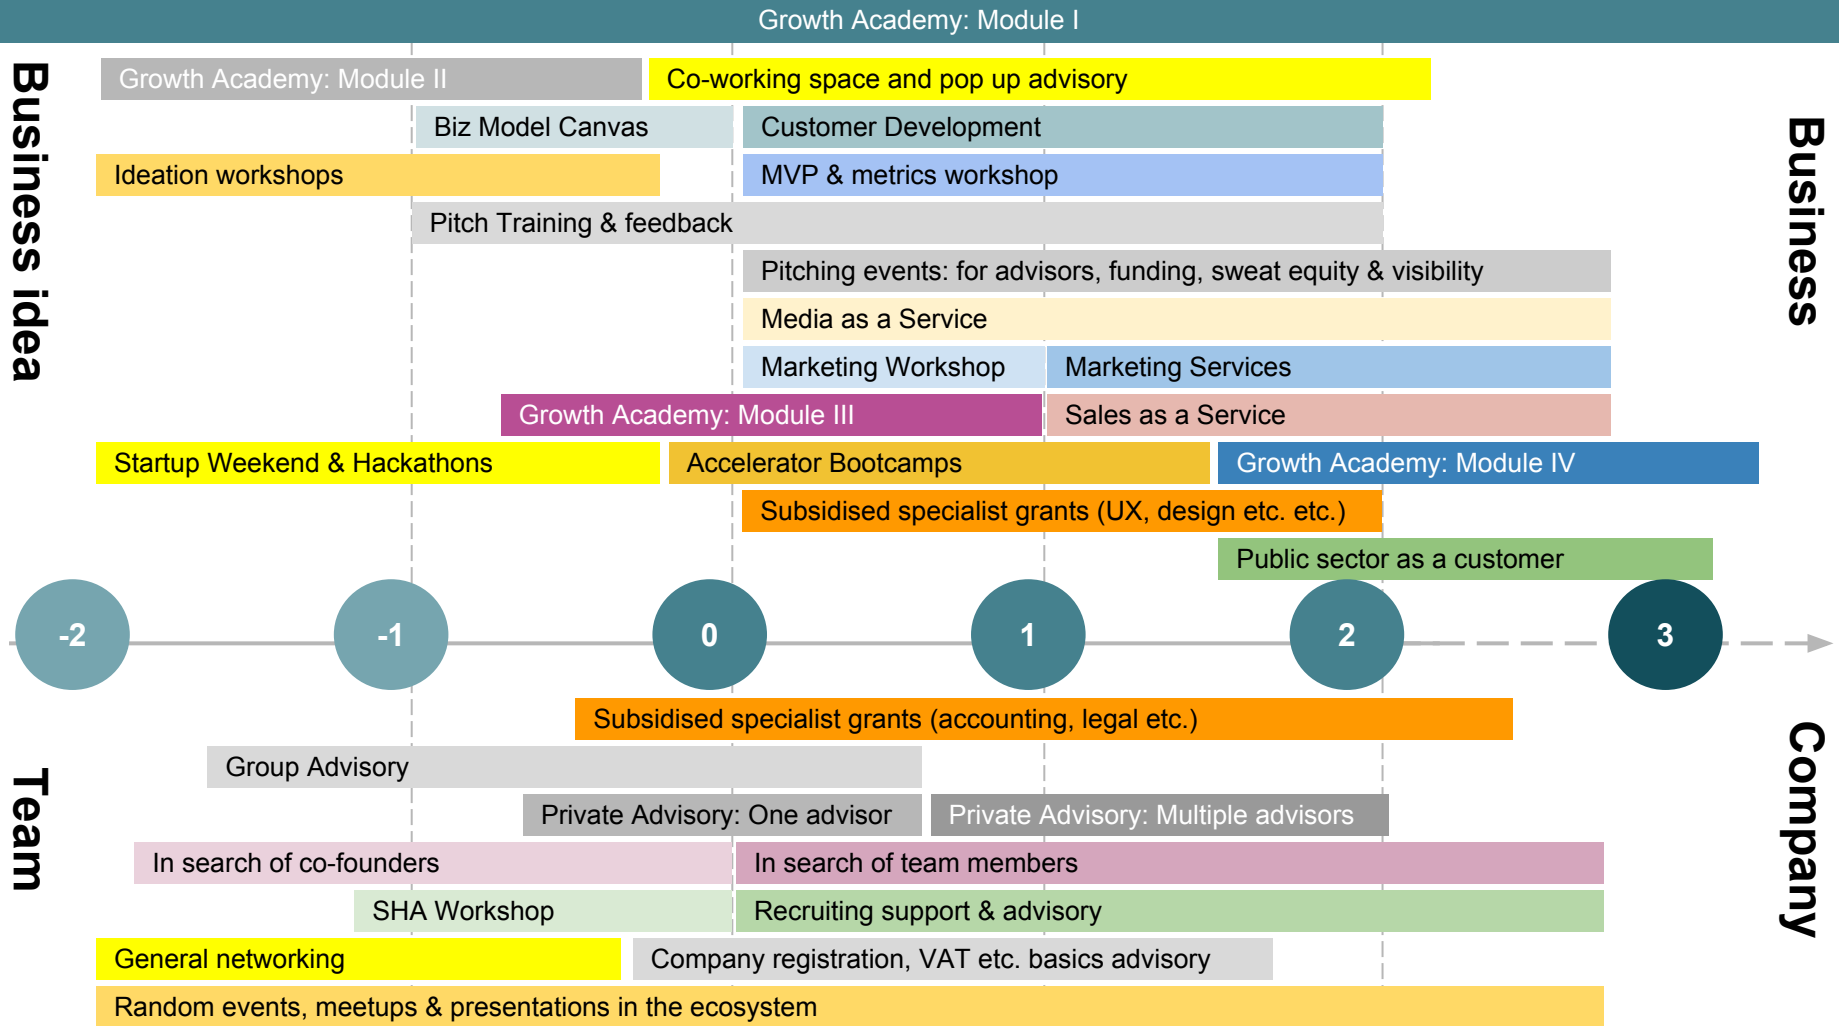 Growth Academy: Module I
Business idea
Business
Growth Academy: Module II
Co-working space and pop up advisory
Biz Model Canvas
Customer Development
Ideation workshops
MVP & metrics workshop
Pitch Training & feedback
Pitching events: for advisors, funding, sweat equity & visibility
Media as a Service
Marketing Workshop
Marketing Services
Growth Academy: Module III
Sales as a Service
Startup Weekend & Hackathons
Accelerator Bootcamps
Growth Academy: Module IV
Subsidised specialist grants (UX, design etc. etc.)
Public sector as a customer
-2
-1
0
1
2
3
Team
Company
Subsidised specialist grants (accounting, legal etc.)
Group Advisory
Private Advisory: One advisor
Private Advisory: Multiple advisors
In search of co-founders
In search of team members
SHA Workshop
Recruiting support & advisory
General networking
Company registration, VAT etc. basics advisory
Random events, meetups & presentations in the ecosystem